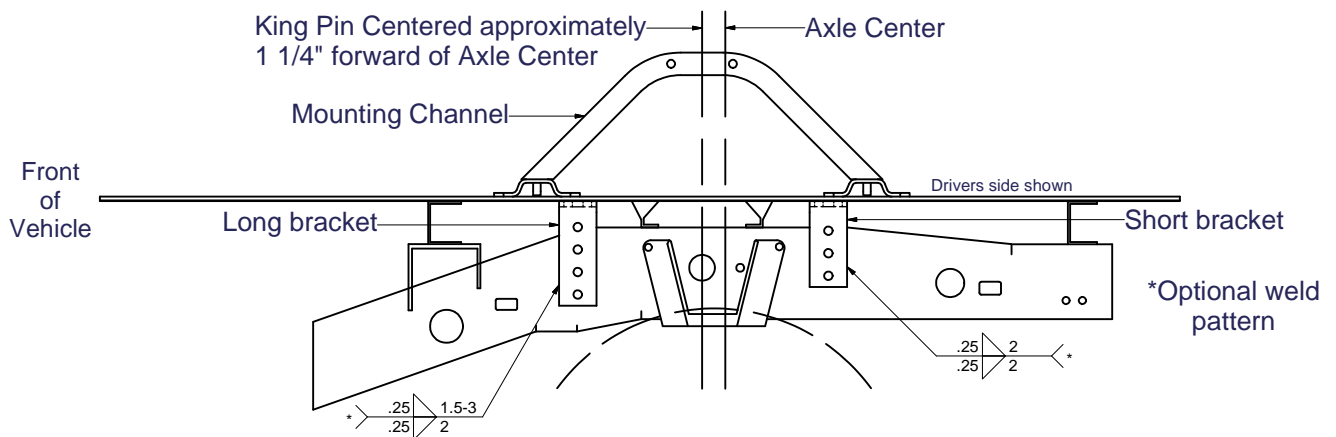 King Pin Centered approximately
1 1/4" forward of Axle Center
Axle Center
Mounting Channel
Front
of
Vehicle
Drivers side shown
Long bracket
Short bracket
*Optional weld
pattern
.25 2
.25 2
*
.25 1.5-3
.25 2
*